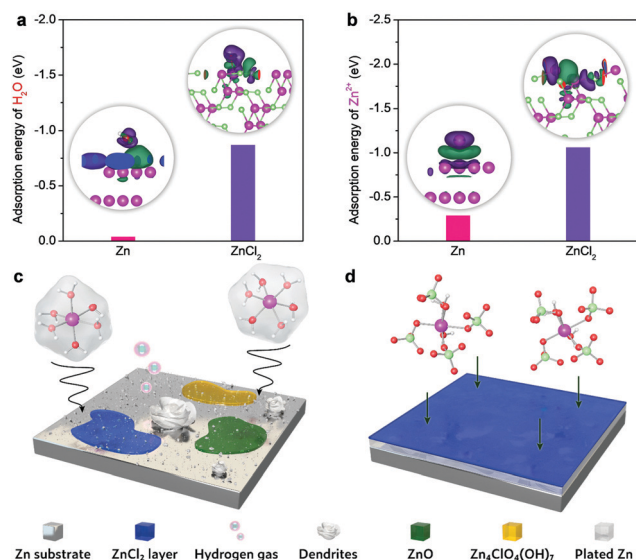 a
Adsorption energy of H₂O (eV)
-2.0
-1.5
-1.0
-0.5
0.0
Zn
ZnCl₂
b
Adsorption energy of Zn²⁺ (eV)
-2.5
-2.0
-1.5
-1.0
-0.5
0.0
Zn
ZnCl₂
c
d
Zn substrate
ZnCl₂ layer
Hydrogen gas
Dendrites
ZnO
Zn₄ClO₄(OH)₇
Plated Zn